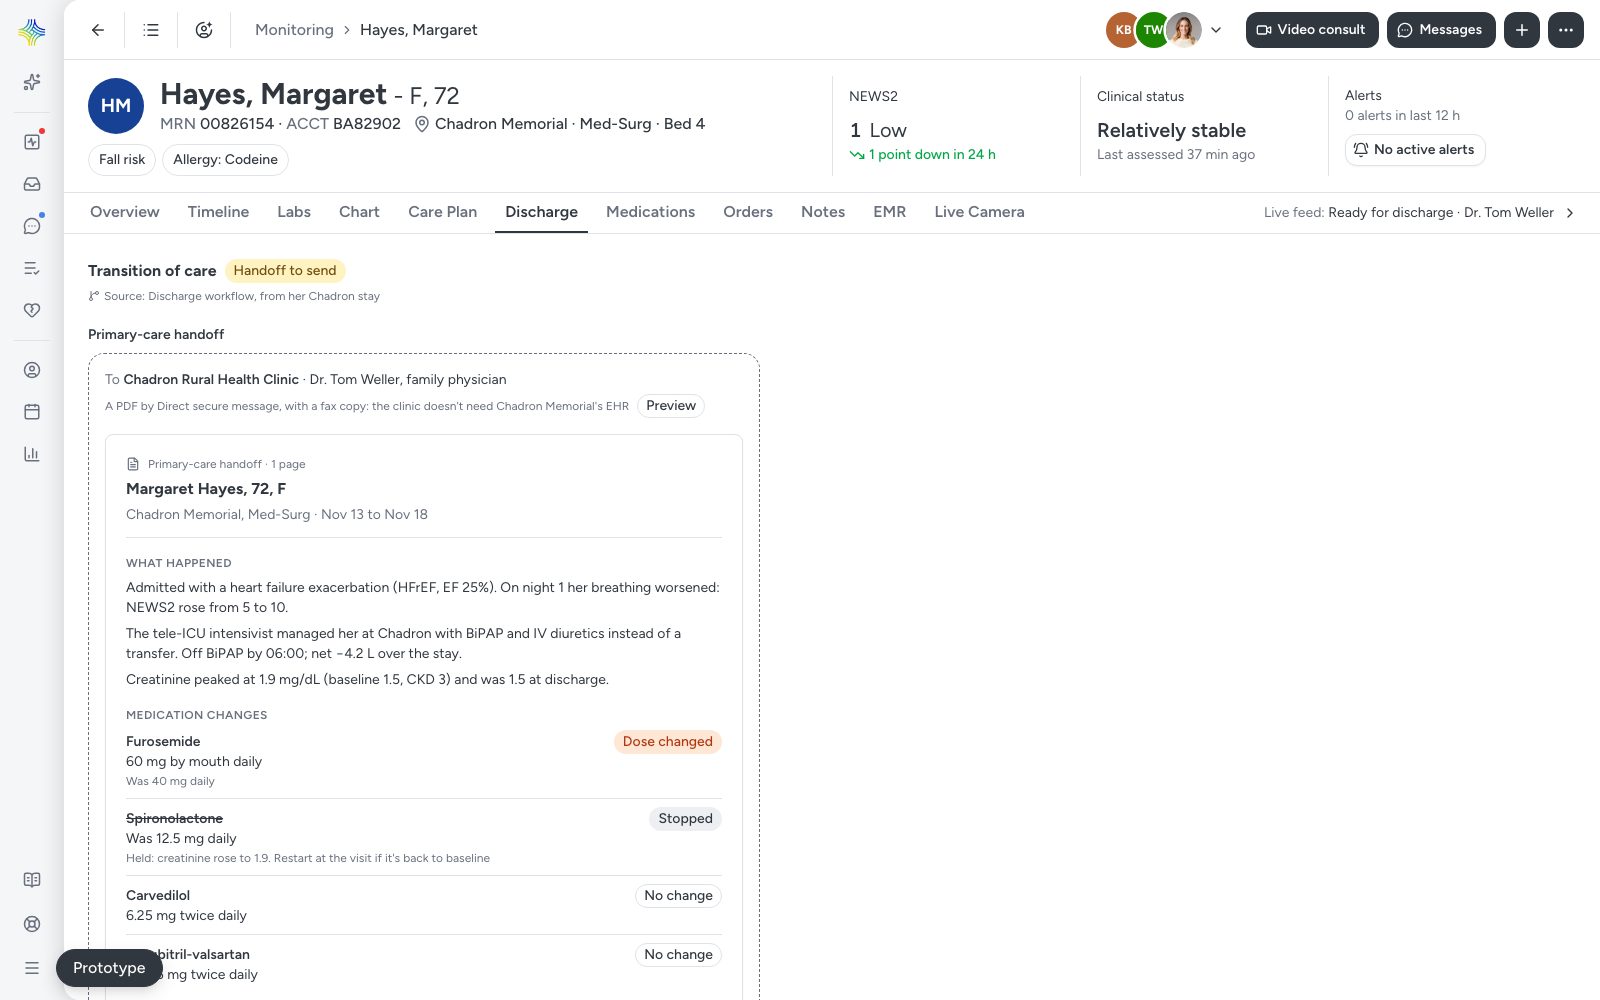 Monitoring > Hayes, Margaret
KB
TW
Video consult
Messages
HM
Hayes, Margaret - F, 72
MRN 00826154 · ACCT BA82902
Chadron Memorial · Med-Surg · Bed 4
Fall risk
Allergy: Codeine
NEWS2
1 Low
1 point down in 24 h
Clinical status
Relatively stable
Last assessed 37 min ago
Alerts
0 alerts in last 12 h
No active alerts
Overview
Timeline
Labs
Chart
Care Plan
Discharge
Medications
Orders
Notes
EMR
Live Camera
Live feed: Ready for discharge · Dr. Tom Weller
Transition of care
Handoff to send
Source: Discharge workflow, from her Chadron stay
Primary-care handoff
To Chadron Rural Health Clinic · Dr. Tom Weller, family physician
A PDF by Direct secure message, with a fax copy: the clinic doesn't need Chadron Memorial's EHR
Preview
Primary-care handoff · 1 page
Margaret Hayes, 72, F
Chadron Memorial, Med-Surg · Nov 13 to Nov 18
WHAT HAPPENED
Admitted with a heart failure exacerbation (HFrEF, EF 25%). On night 1 her breathing worsened:
NEWS2 rose from 5 to 10.
The tele-ICU intensivist managed her at Chadron with BiPAP and IV diuretics instead of a
transfer. Off BiPAP by 06:00; net −4.2 L over the stay.
Creatinine peaked at 1.9 mg/dL (baseline 1.5, CKD 3) and was 1.5 at discharge.
MEDICATION CHANGES
Furosemide
Dose changed
60 mg by mouth daily
Was 40 mg daily
Spironolactone
Stopped
Was 12.5 mg daily
Held: creatinine rose to 1.9. Restart at the visit if it's back to baseline
Carvedilol
No change
6.25 mg twice daily
bitril-valsartan
No change
mg twice daily
Prototype